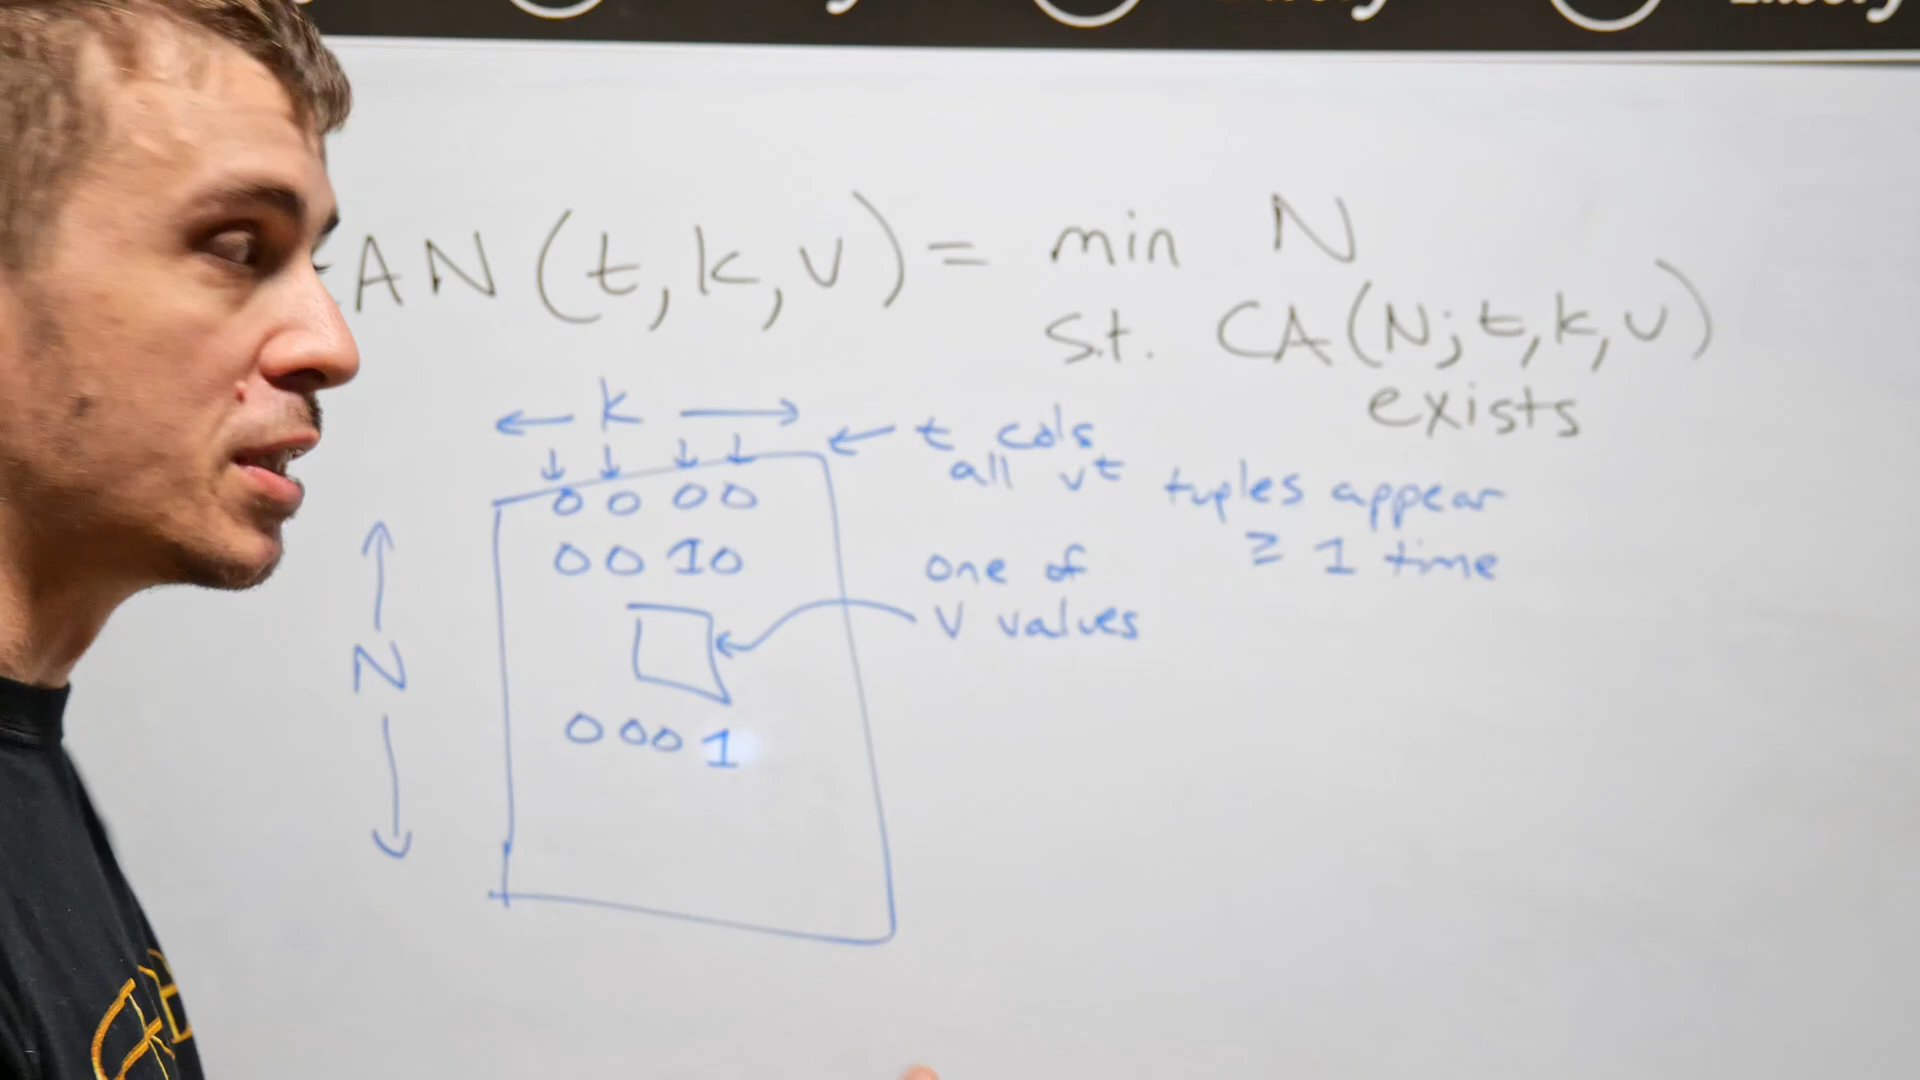 AN (t, k, v) = min N
s.t. CA(N; t, k, v)
exists
k
t cols
all vᵗ tuples appear
≥ 1 time
0 0 0 0
0 0 1 0
one of
v values
N
0 0 0 1